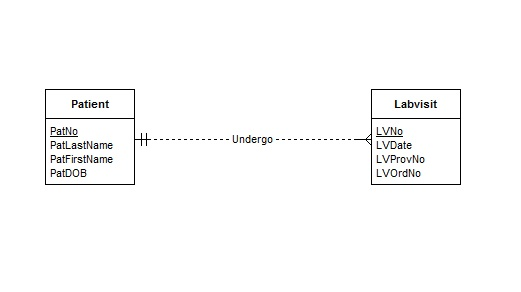 Patient
PatNo
PatLastName
PatFirstName
PatDOB
Undergo
Labvisit
LVNo
LVDate
LVProvNo
LVOrdNo